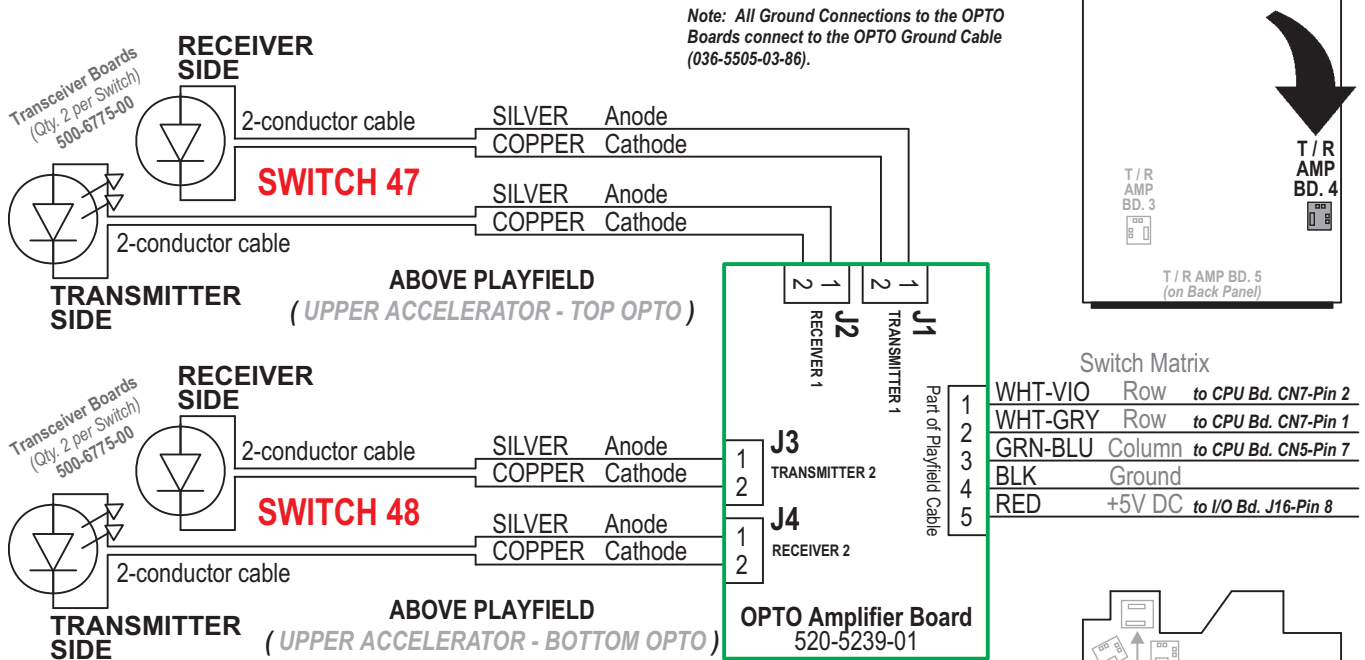 Note: All Ground Connections to the OPTO
Boards connect to the OPTO Ground Cable
(036-5505-03-86).
Transceiver Boards
(Qty. 2 per Switch)
500-6775-00
RECEIVER
SIDE
2-conductor cable
SILVER Anode
COPPER Cathode
SWITCH 47
SILVER Anode
COPPER Cathode
2-conductor cable
TRANSMITTER
SIDE
ABOVE PLAYFIELD
( UPPER ACCELERATOR - TOP OPTO )
T / R
AMP
BD. 4
T / R
AMP
BD. 3
T / R AMP BD. 5
(on Back Panel)
2 1
J2
RECEIVER 1
2 1
J1
TRANSMITTER 1
Transceiver Boards
(Qty. 2 per Switch)
500-6775-00
RECEIVER
SIDE
2-conductor cable
SILVER Anode
COPPER Cathode
SWITCH 48
SILVER Anode
COPPER Cathode
2-conductor cable
TRANSMITTER
SIDE
ABOVE PLAYFIELD
( UPPER ACCELERATOR - BOTTOM OPTO )
1
2
J3
TRANSMITTER 2
1
2
J4
RECEIVER 2
OPTO Amplifier Board
520-5239-01
Part of Playfield Cable
Switch Matrix
1 WHT-VIO Row to CPU Bd. CN7-Pin 2
2 WHT-GRY Row to CPU Bd. CN7-Pin 1
3 GRN-BLU Column to CPU Bd. CN5-Pin 7
4 BLK Ground
5 RED +5V DC to I/O Bd. J16-Pin 8